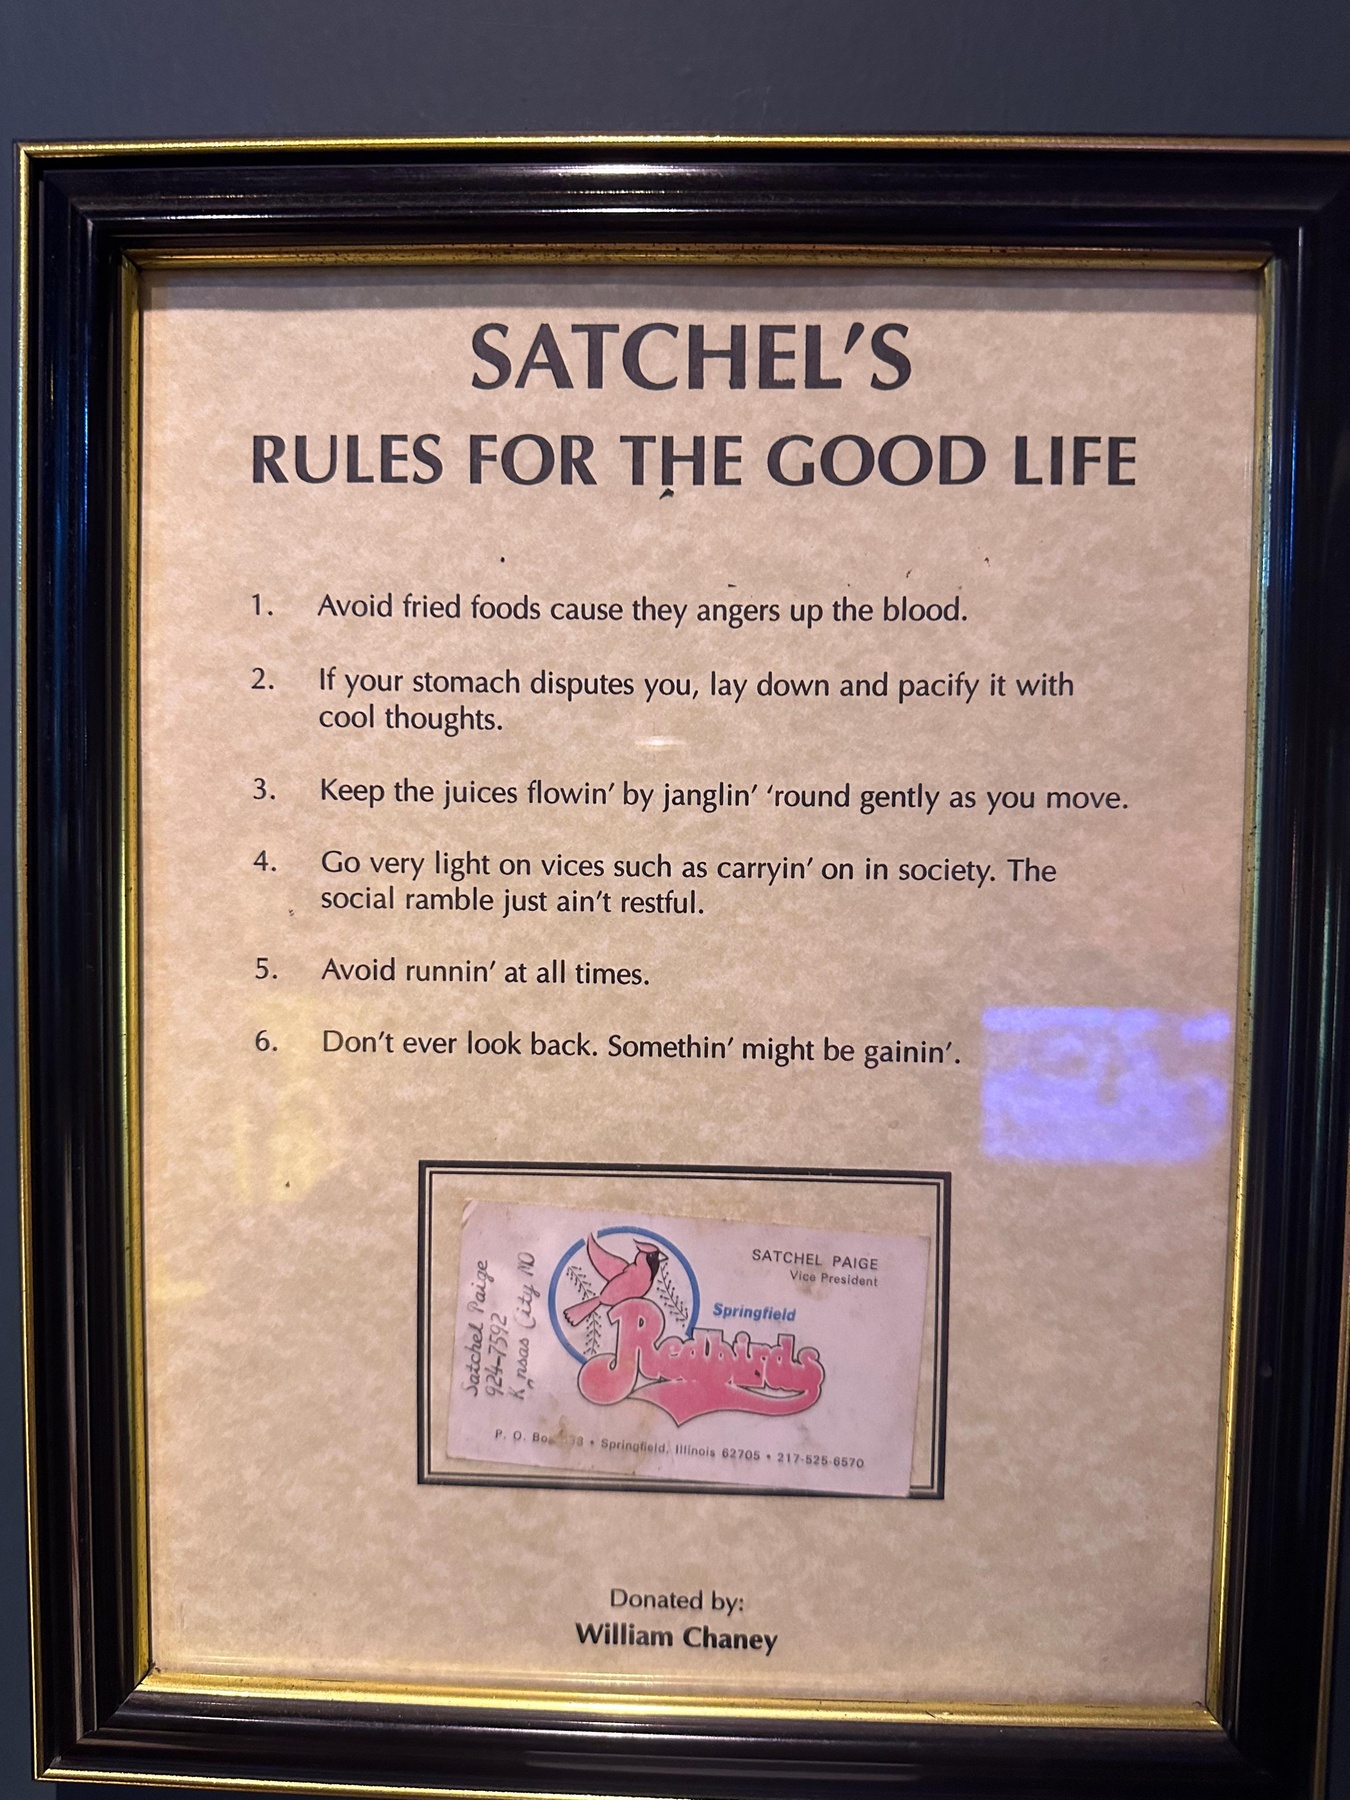 SATCHEL'S
RULES FOR THE GOOD LIFE
1. Avoid fried foods cause they angers up the blood.
2. If your stomach disputes you, lay down and pacify it with
cool thoughts.
3. Keep the juices flowin' by janglin' 'round gently as you move.
4. Go very light on vices such as carryin' on in society. The
social ramble just ain't restful.
5. Avoid runnin' at all times.
6. Don't ever look back. Somethin' might be gainin'.
Satchel Paige
924-7592
Kansas City MO
SATCHEL PAIGE
Vice President
Springfield
Redbirds
P. O. Box • Springfield, Illinois 62705 • 217-525-6570
Donated by:
William Chaney